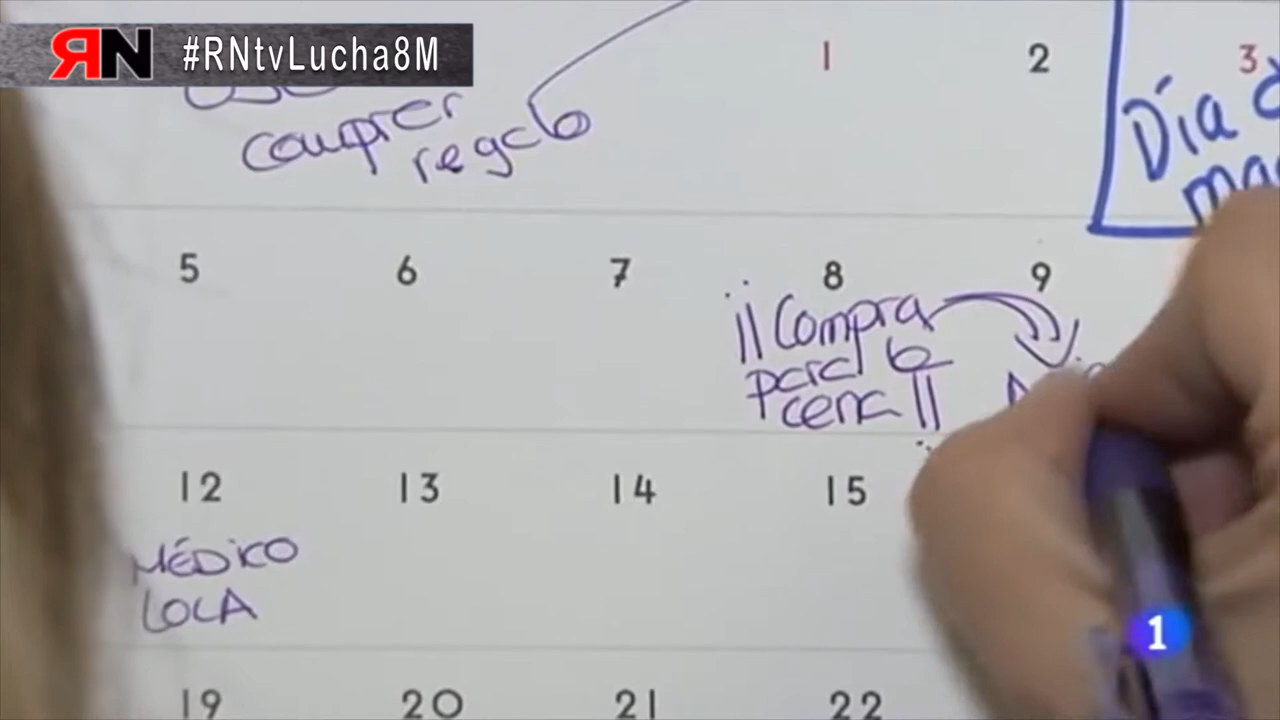 RN #RNtvLucha8M
1 2 3
comprar
regalo
Día
5 6 7 8 9
¡¡Compra
para la
cena!!
12 13 14 15
MÉDICO
LOLA
1
19 20 21 22